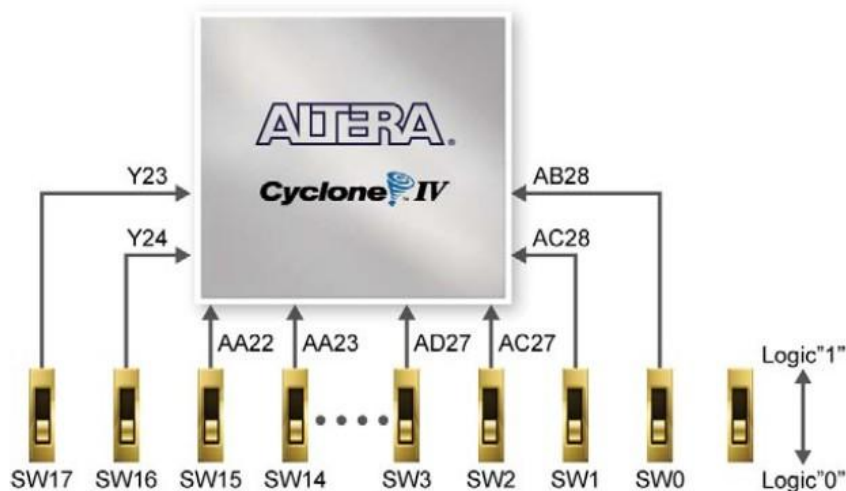 ALTERA®
Cyclone™ IV
Y23
AB28
Y24
AC28
AA22
AA23
AD27
AC27
Logic"1"
SW17
SW16
SW15
SW14
SW3
SW2
SW1
SW0
Logic"0"